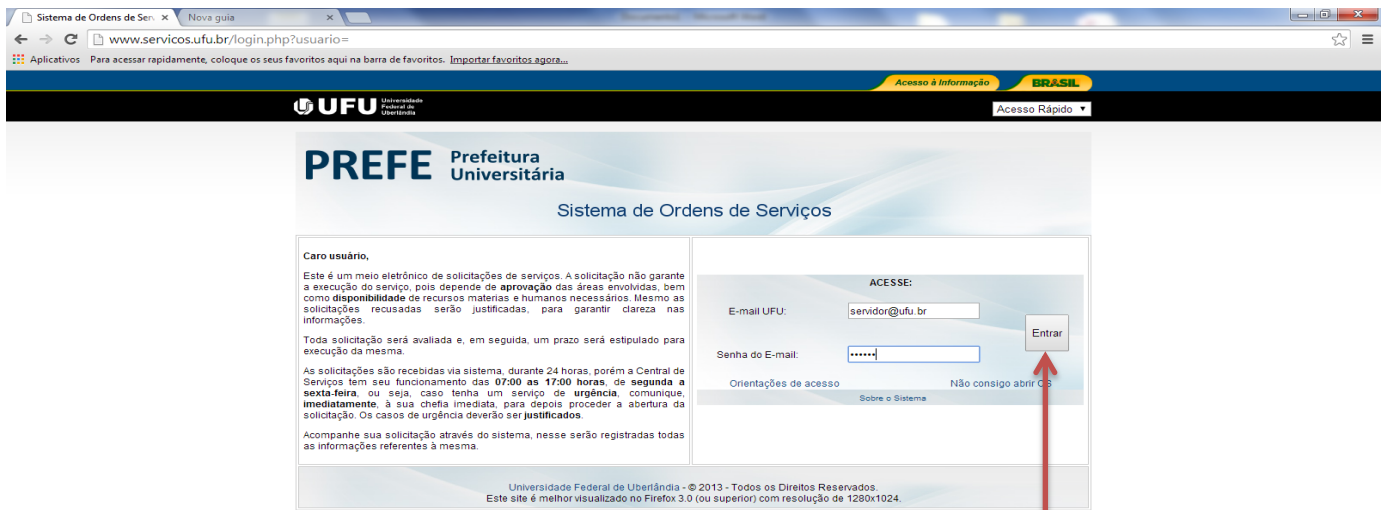 Sistema de Ordens de Ser
Nova guia
www.servicos.ufu.br/login.php?usuario=
Aplicativos Para acessar rapidamente, coloque os seus favoritos aqui na barra de favoritos. Importar favoritos agora...
Acesso à Informação BRASIL
UFU Universidade
Federal de
Uberlândia
Acesso Rápido
PREFE Prefeitura
Universitária
Sistema de Ordens de Serviços
Caro usuário,
Este é um meio eletrônico de solicitações de serviços. A solicitação não garante
a execução do serviço, pois depende de aprovação das áreas envolvidas, bem
como disponibilidade de recursos materias e humanos necessários. Mesmo as
solicitações recusadas serão justificadas, para garantir clareza nas
informações.
Toda solicitação será avaliada e, em seguida, um prazo será estipulado para
execução da mesma.
As solicitações são recebidas via sistema, durante 24 horas, porém a Central de
Serviços tem seu funcionamento das 07:00 as 17:00 horas, de segunda a
sexta-feira, ou seja, caso tenha um serviço de urgência, comunique,
imediatamente, à sua chefia imediata, para depois proceder a abertura da
solicitação. Os casos de urgência deverão ser justificados.
Acompanhe sua solicitação através do sistema, nesse serão registradas todas
as informações referentes à mesma.
ACESSE:
E-mail UFU: servidor@ufu.br
Entrar
Senha do E-mail: ••••••
Orientações de acesso Não consigo abrir OS
Sobre o Sistema
Universidade Federal de Uberlândia - © 2013 - Todos os Direitos Reservados.
Este site é melhor visualizado no Firefox 3.0 (ou superior) com resolução de 1280x1024.